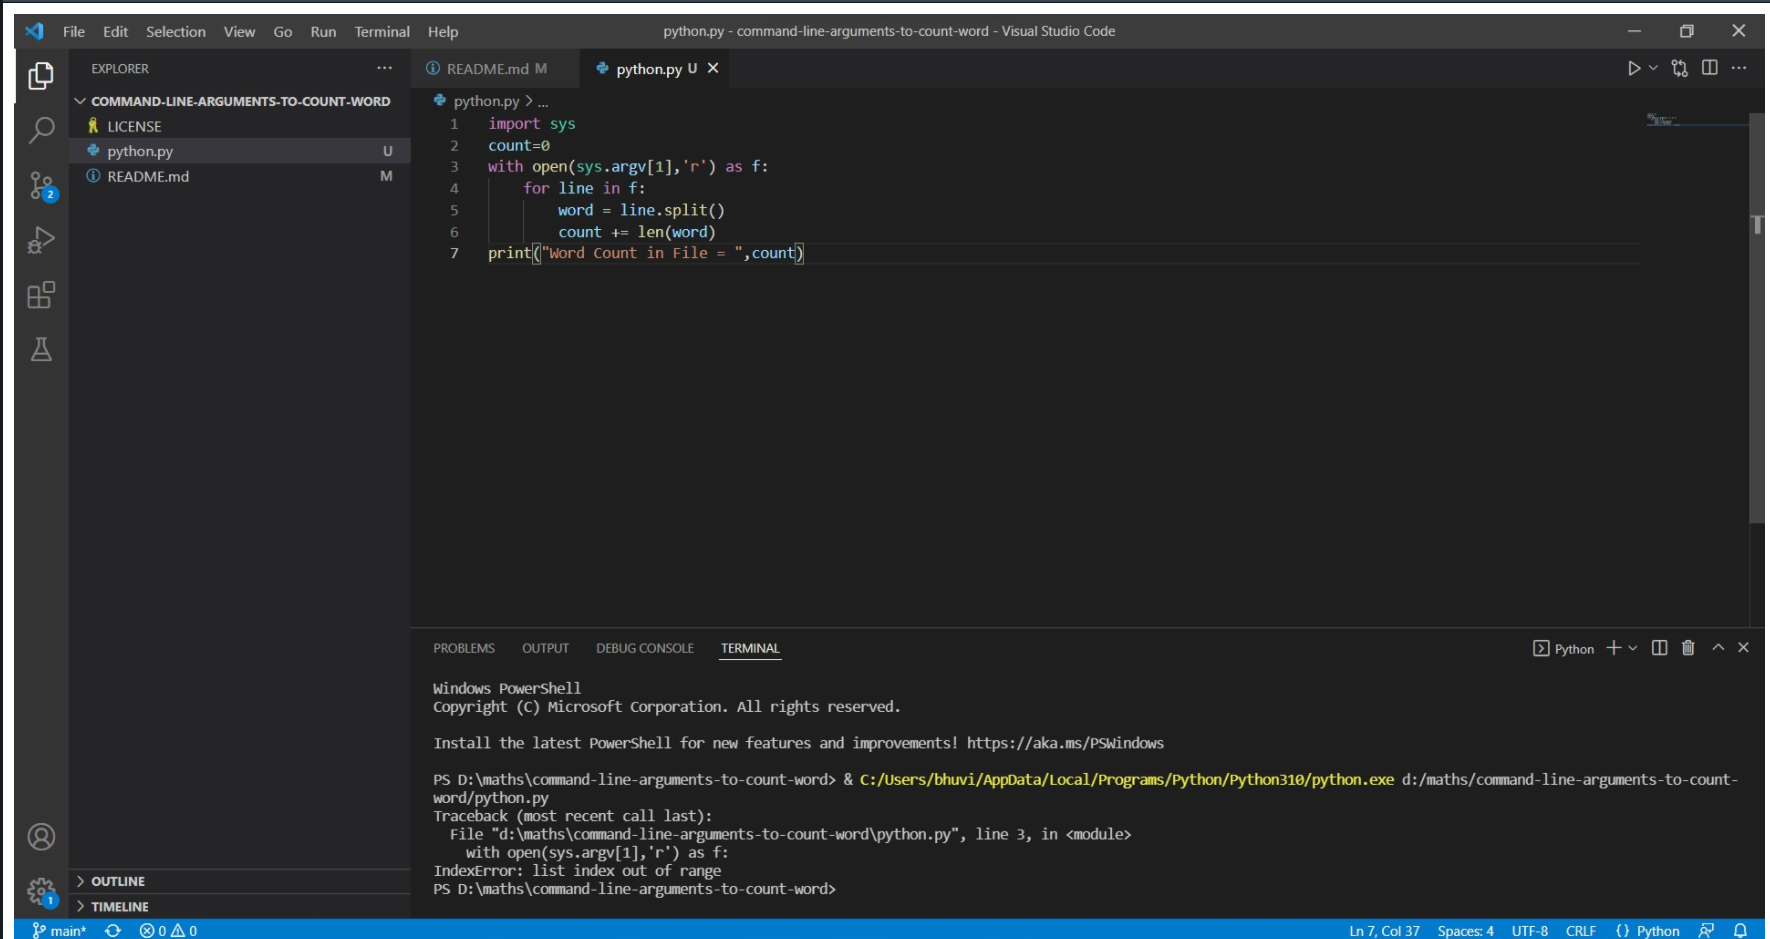 File Edit Selection View Go Run Terminal Help
python.py - command-line-arguments-to-count-word - Visual Studio Code
EXPLORER
COMMAND-LINE-ARGUMENTS-TO-COUNT-WORD
LICENSE
python.py U
README.md M
2
1
OUTLINE
TIMELINE
README.md M
python.py U
python.py > ...
1 import sys
2 count=0
3 with open(sys.argv[1],'r') as f:
4 for line in f:
5 word = line.split()
6 count += len(word)
7 print("Word Count in File = ",count)
PROBLEMS OUTPUT DEBUG CONSOLE TERMINAL
Python
Windows PowerShell
Copyright (C) Microsoft Corporation. All rights reserved.
Install the latest PowerShell for new features and improvements! https://aka.ms/PSWindows
PS D:\maths\command-line-arguments-to-count-word> & C:/Users/bhuvi/AppData/Local/Programs/Python/Python310/python.exe d:/maths/command-line-arguments-to-count-
word/python.py
Traceback (most recent call last):
File "d:\maths\command-line-arguments-to-count-word\python.py", line 3, in <module>
with open(sys.argv[1],'r') as f:
IndexError: list index out of range
PS D:\maths\command-line-arguments-to-count-word>
main* 0 0
Ln 7, Col 37 Spaces: 4 UTF-8 CRLF {} Python